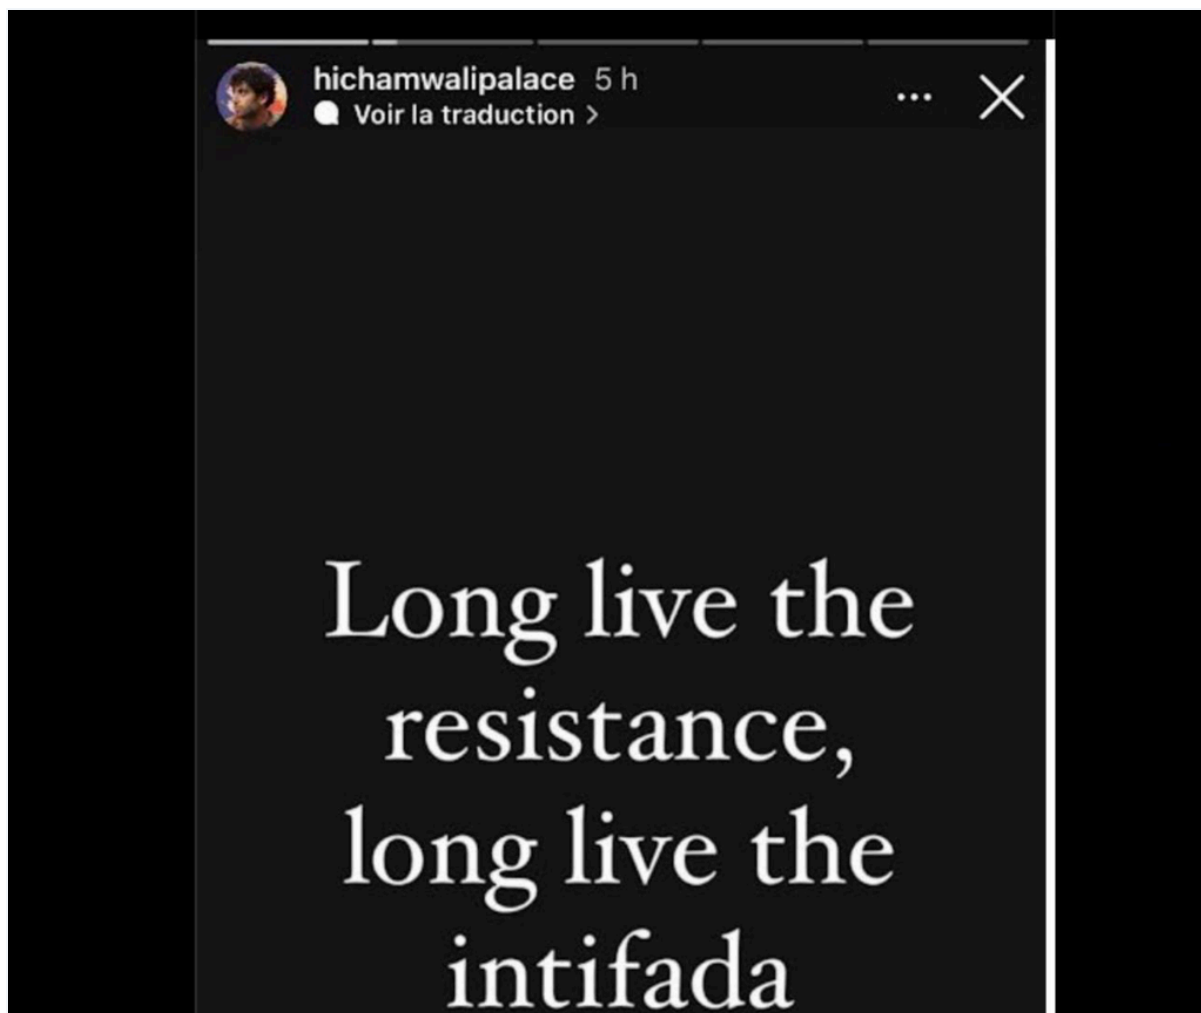 hichamwalipalace 5 h
Voir la traduction >
Long live the
resistance,
long live the
intifada